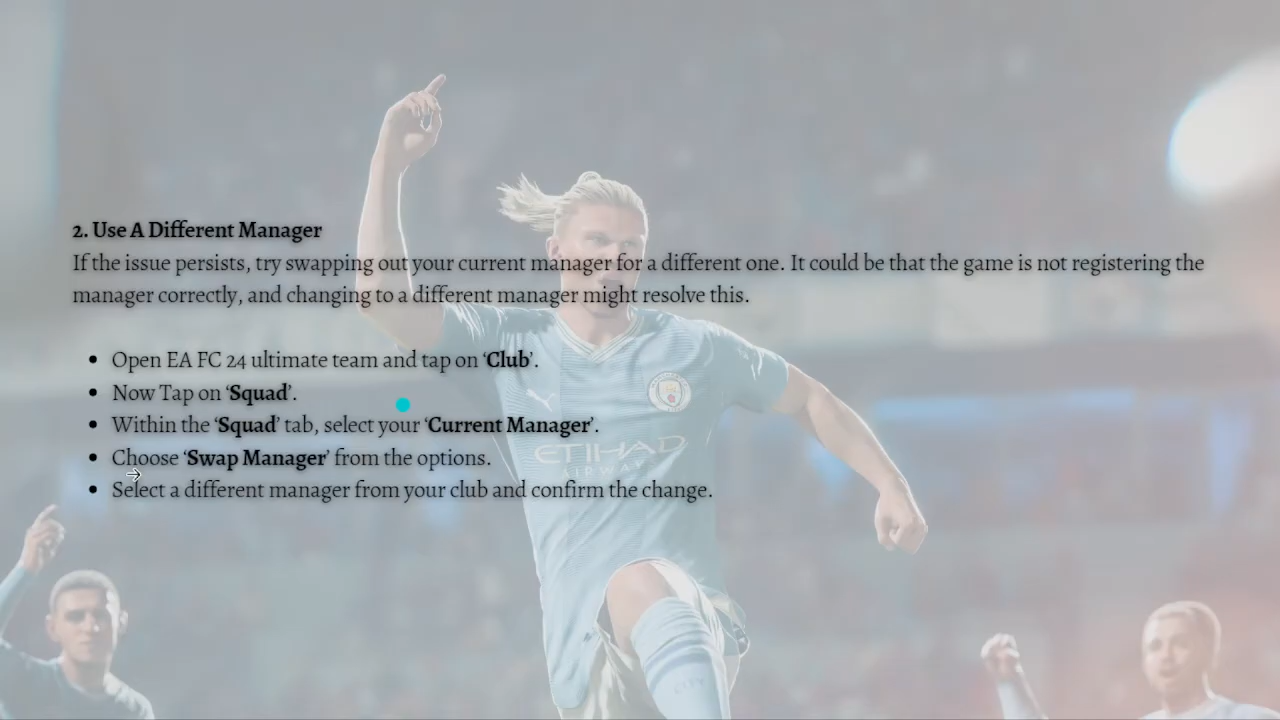 2. Use A Different Manager
If the issue persists, try swapping out your current manager for a different one. It could be that the game is not registering the
manager correctly, and changing to a different manager might resolve this.
• Open EA FC 24 ultimate team and tap on ‘Club’.
• Now Tap on ‘Squad’.
• Within the ‘Squad’ tab, select your ‘Current Manager’.
• Choose ‘Swap Manager’ from the options.
• Select a different manager from your club and confirm the change.
ETIHAD
AIRWAYS